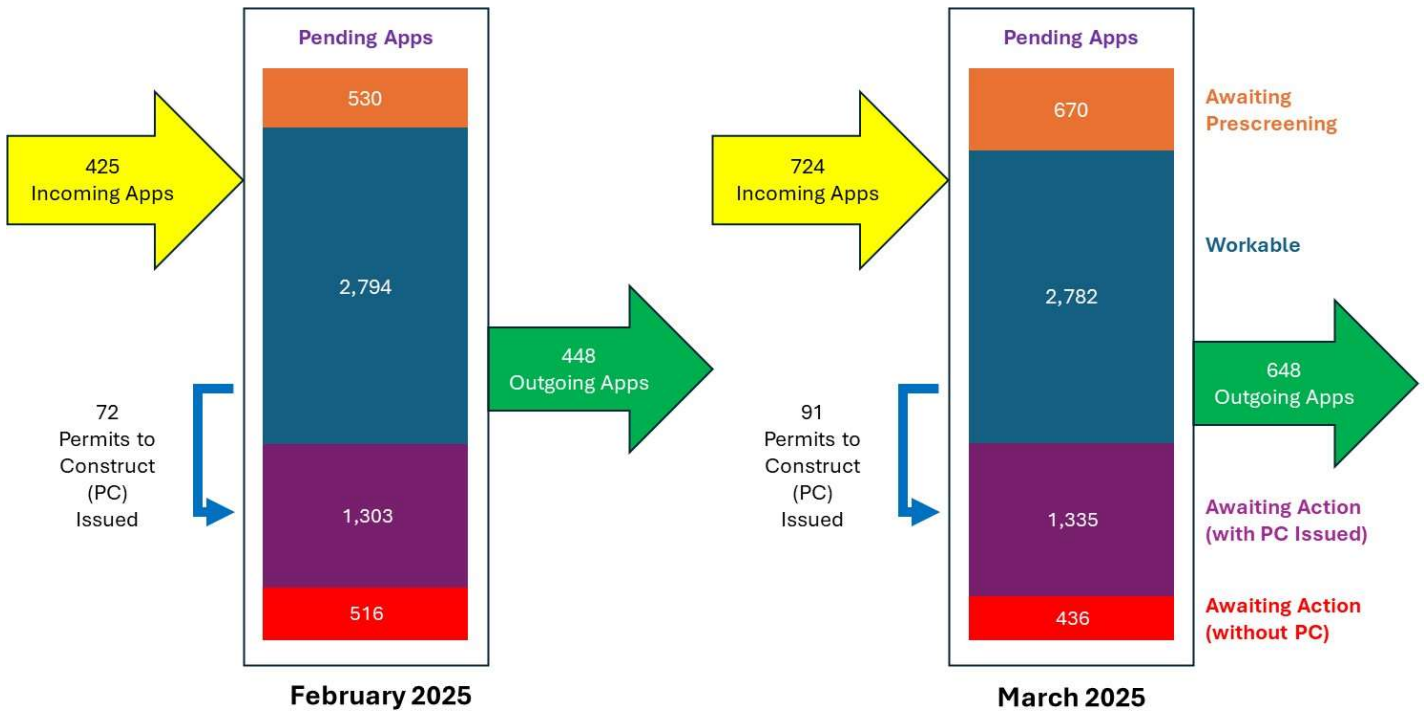 Pending Apps
530
425
Incoming Apps
2,794
448
Outgoing Apps
72
Permits to
Construct
(PC)
Issued
1,303
516
February 2025
Pending Apps
670
Awaiting
Prescreening
724
Incoming Apps
Workable
2,782
648
Outgoing Apps
91
Permits to
Construct
(PC)
Issued
1,335
Awaiting Action
(with PC Issued)
436
Awaiting Action
(without PC)
March 2025